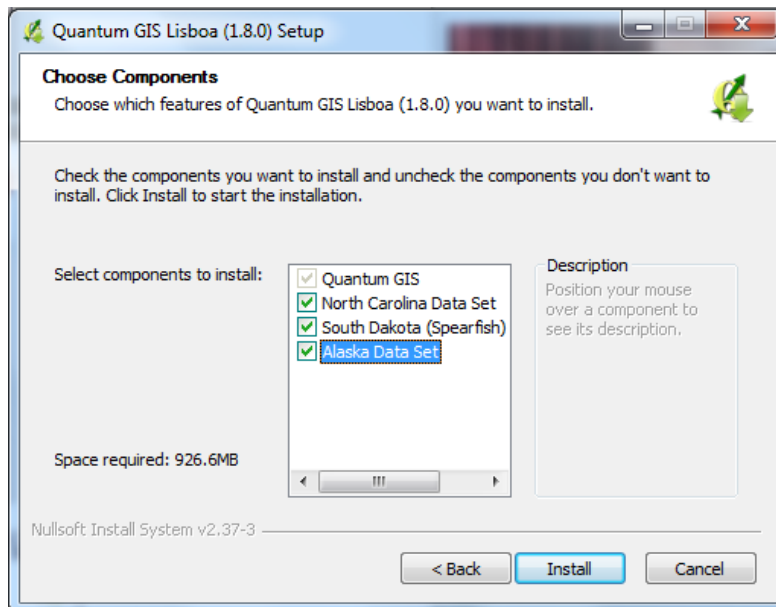 Quantum GIS Lisboa (1.8.0) Setup
Choose Components
Choose which features of Quantum GIS Lisboa (1.8.0) you want to install.
Check the components you want to install and uncheck the components you don't want to
install. Click Install to start the installation.
Select components to install:
Quantum GIS
North Carolina Data Set
South Dakota (Spearfish)
Alaska Data Set
Description
Position your mouse
over a component to
see its description.
Space required: 926.6MB
Nullsoft Install System v2.37-3
< Back
Install
Cancel